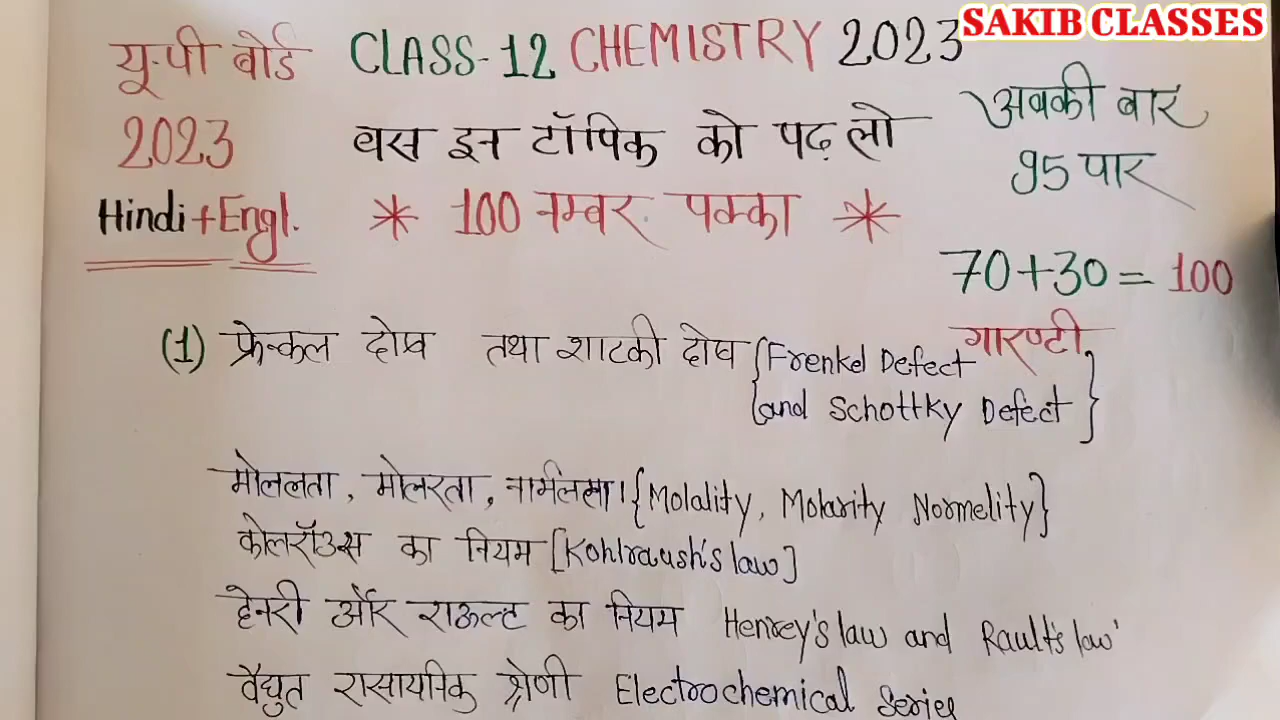 SAKIB CLASSES
यू.पी बोर्ड CLASS-12 CHEMISTRY 2023
2023 बस इन टॉपिक को पढ़ लो
अबकी बार
95 पार
Hindi+Engl. * 100 नम्बर पक्का *
70+30=100
गारण्टी
(1) फ्रेन्कल दोष तथा शाटकी दोष {Frenkel Defect
and Schottky Defect}
मोललता, मोलरता, नार्मलता।{Molality, Molarity Normelity}
कोलरॉउस का नियम [Kohlraush's law]
हेनरी और राऊल्ट का नियम Henrey's law and Rault's law'
वैद्युत रासायनिक श्रेणी Electrochemical Series